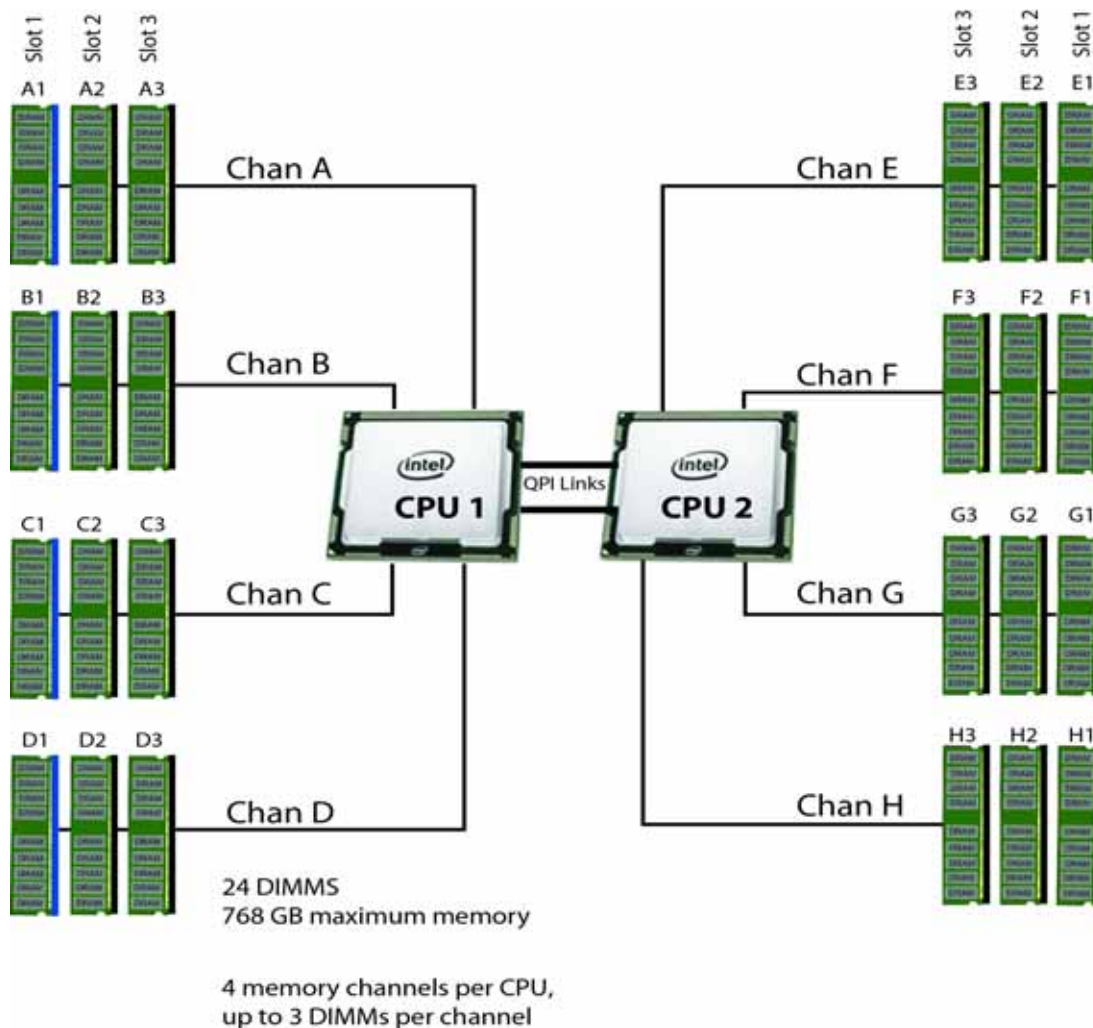 Slot 1
Slot 2
Slot 3
Slot 3
Slot 2
Slot 1
A1 A2 A3
E3 E2 E1
Chan A
Chan E
B1 B2 B3
F3 F2 F1
Chan B
Chan F
intel
CPU 1
QPI Links
intel
CPU 2
C1 C2 C3
G3 G2 G1
Chan C
Chan G
D1 D2 D3
H3 H2 H1
Chan D
Chan H
DRAM
24 DIMMS
768 GB maximum memory
4 memory channels per CPU,
up to 3 DIMMs per channel